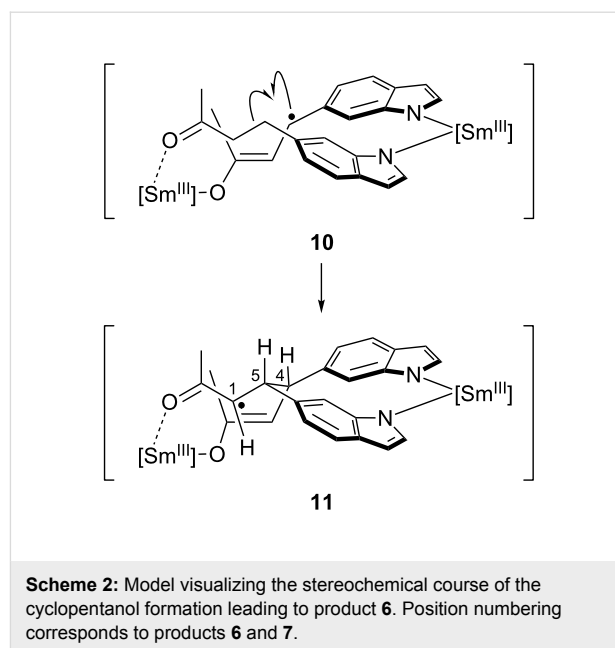 O
[Sm^III]-O
N
N
[Sm^III]
10
H
H
5
4
1
O
[Sm^III]-O
H
N
N
[Sm^III]
11
Scheme 2: Model visualizing the stereochemical course of the
cyclopentanol formation leading to product 6. Position numbering
corresponds to products 6 and 7.